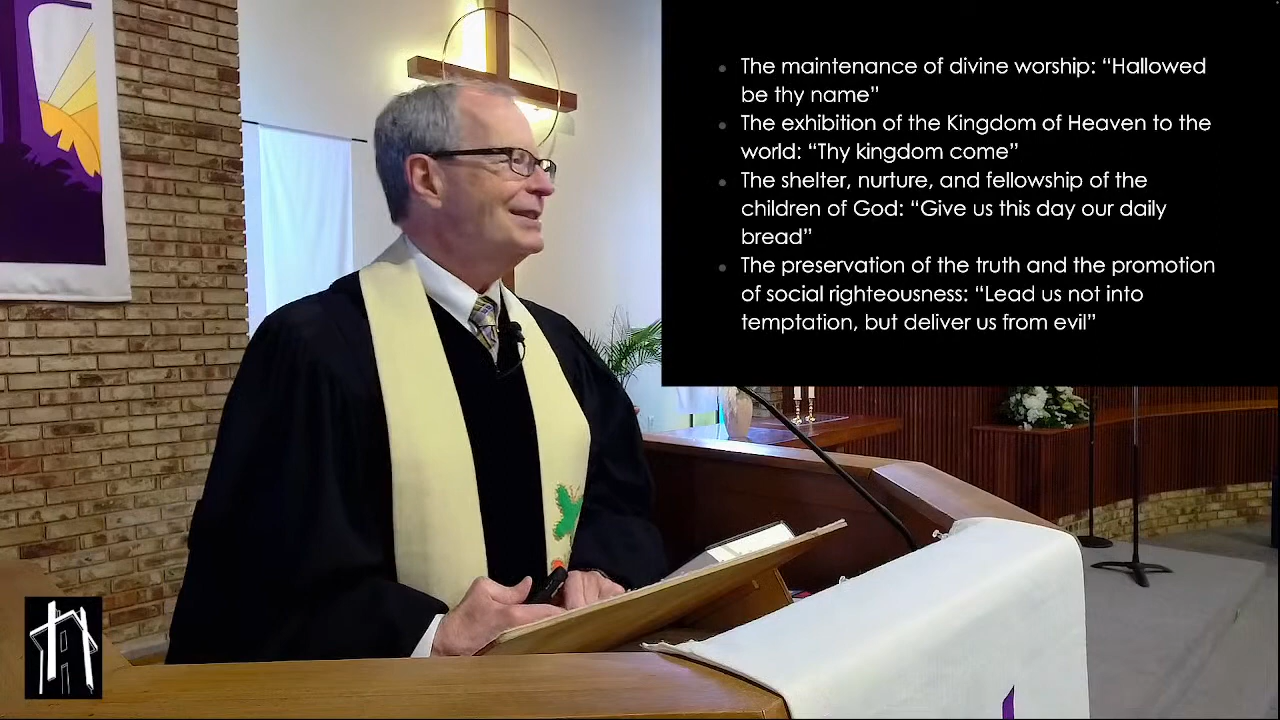 The maintenance of divine worship: “Hallowed
be thy name”
The exhibition of the Kingdom of Heaven to the
world: “Thy kingdom come”
The shelter, nurture, and fellowship of the
children of God: “Give us this day our daily
bread”
The preservation of the truth and the promotion
of social righteousness: “Lead us not into
temptation, but deliver us from evil”